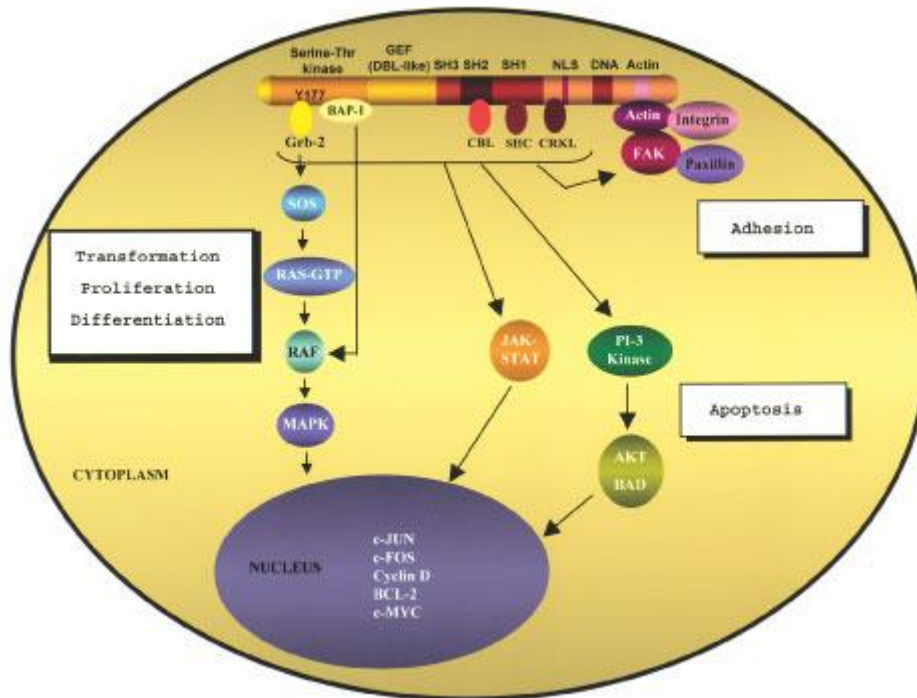 Serine-Thr
kinase
GEF
(DBL-like)
SH3 SH2 SH1 NLS DNA Actin
Y177
BAP-1
Grb-2
CBL SHC CRKL
Actin
Integrin
FAK
Paxillin
SOS
Adhesion
Transformation
Proliferation
Differentiation
RAS-GTP
RAF
JAK-
STAT
PI-3
Kinase
MAPK
Apoptosis
CYTOPLASM
AKT
BAD
NUCLEUS
c-JUN
c-FOS
Cyclin D
BCL-2
c-MYC